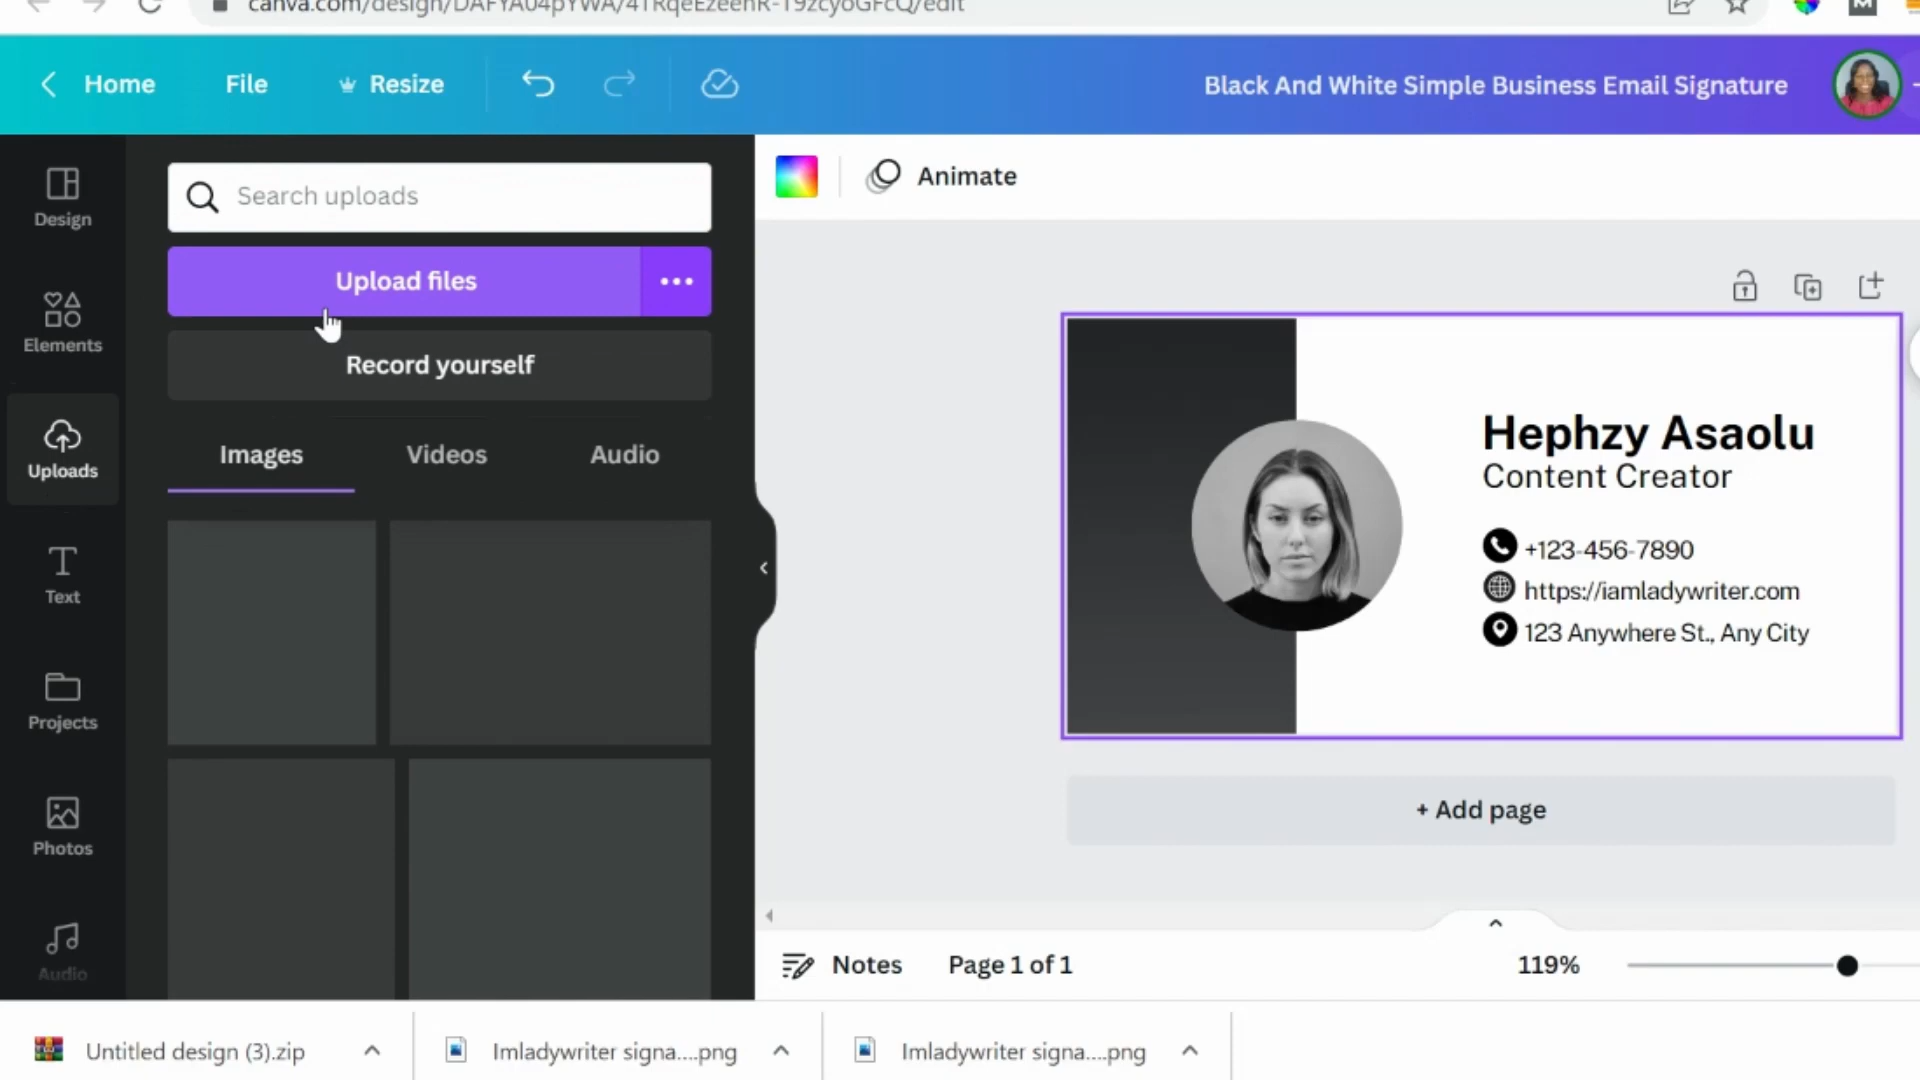 Home
File
Resize
Black And White Simple Business Email Signature
Design
Elements
Uploads
Text
Projects
Photos
Audio
Search uploads
Upload files
Record yourself
Images
Videos
Audio
Animate
Hephzy Asaolu
Content Creator
+123-456-7890
https://iamladywriter.com
123 Anywhere St., Any City
+ Add page
Notes
Page 1 of 1
119%
Untitled design (3).zip
Imladywriter signa....png
Imladywriter signa....png